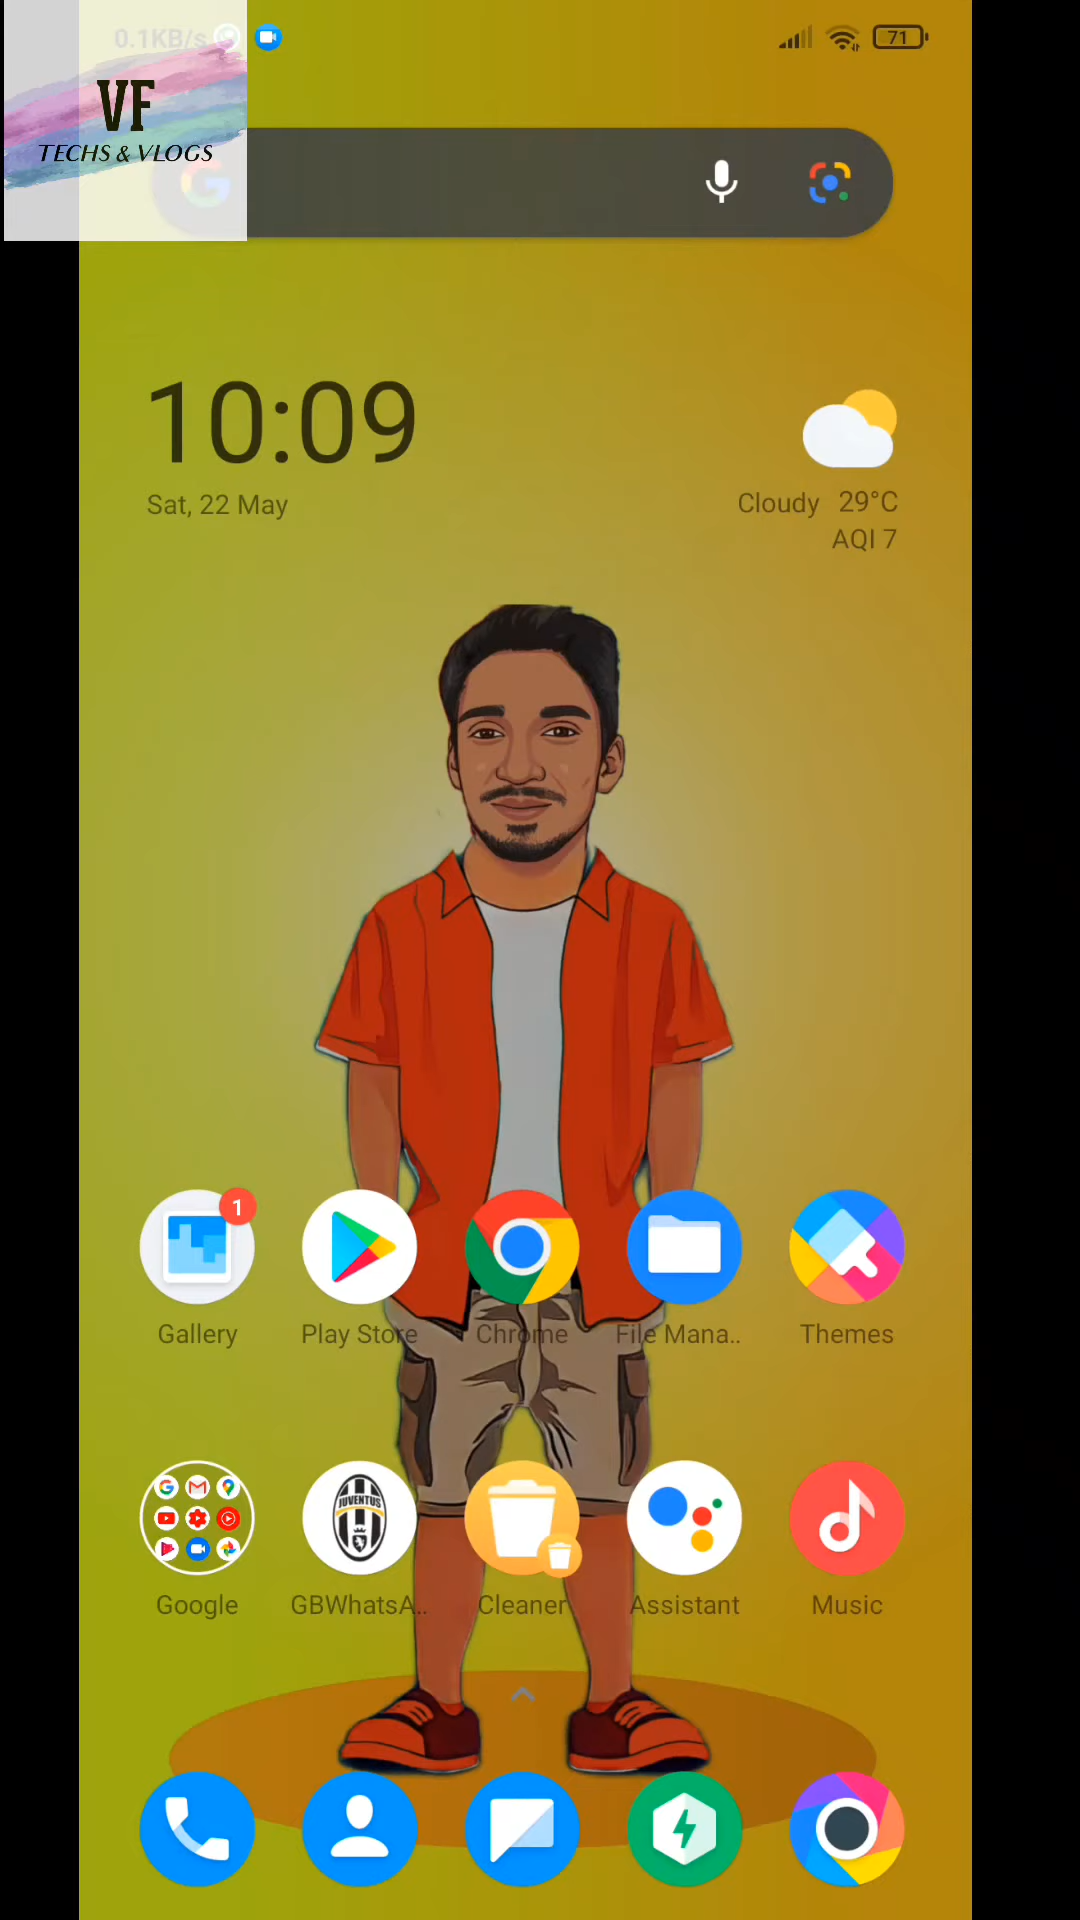 0.1KB/s
71
VF
TECHS & VLOGS
10:09
Sat, 22 May
Cloudy 29°C
AQI 7
1
Gallery
Play Store
Chrome
File Mana..
Themes
JUVENTUS
Google
GBWhatsA..
Cleaner
Assistant
Music